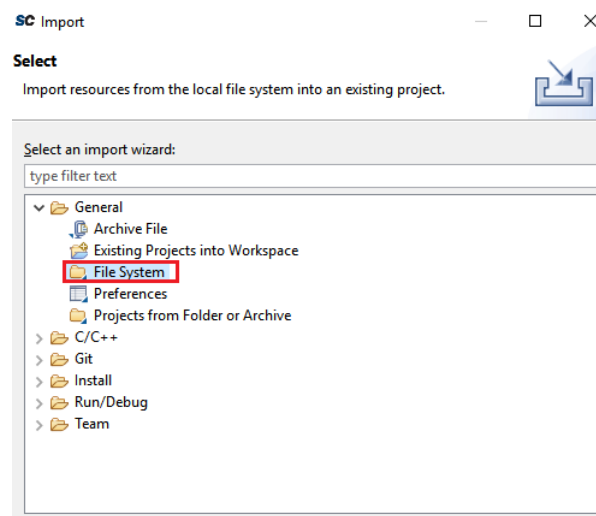 SC Import
Select
Import resources from the local file system into an existing project.
Select an import wizard:
type filter text
General
Archive File
Existing Projects into Workspace
File System
Preferences
Projects from Folder or Archive
C/C++
Git
Install
Run/Debug
Team